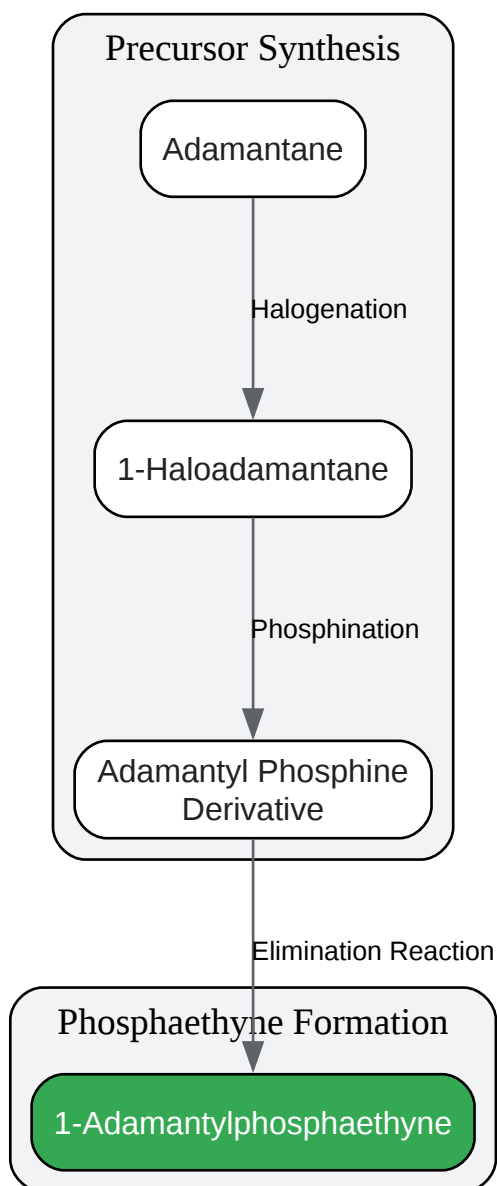 Precursor Synthesis
Adamantane
Halogenation
1-Haloadamantane
Phosphination
Adamantyl Phosphine
Derivative
Elimination Reaction
Phosphaethyne Formation
1-Adamantylphosphaethyne